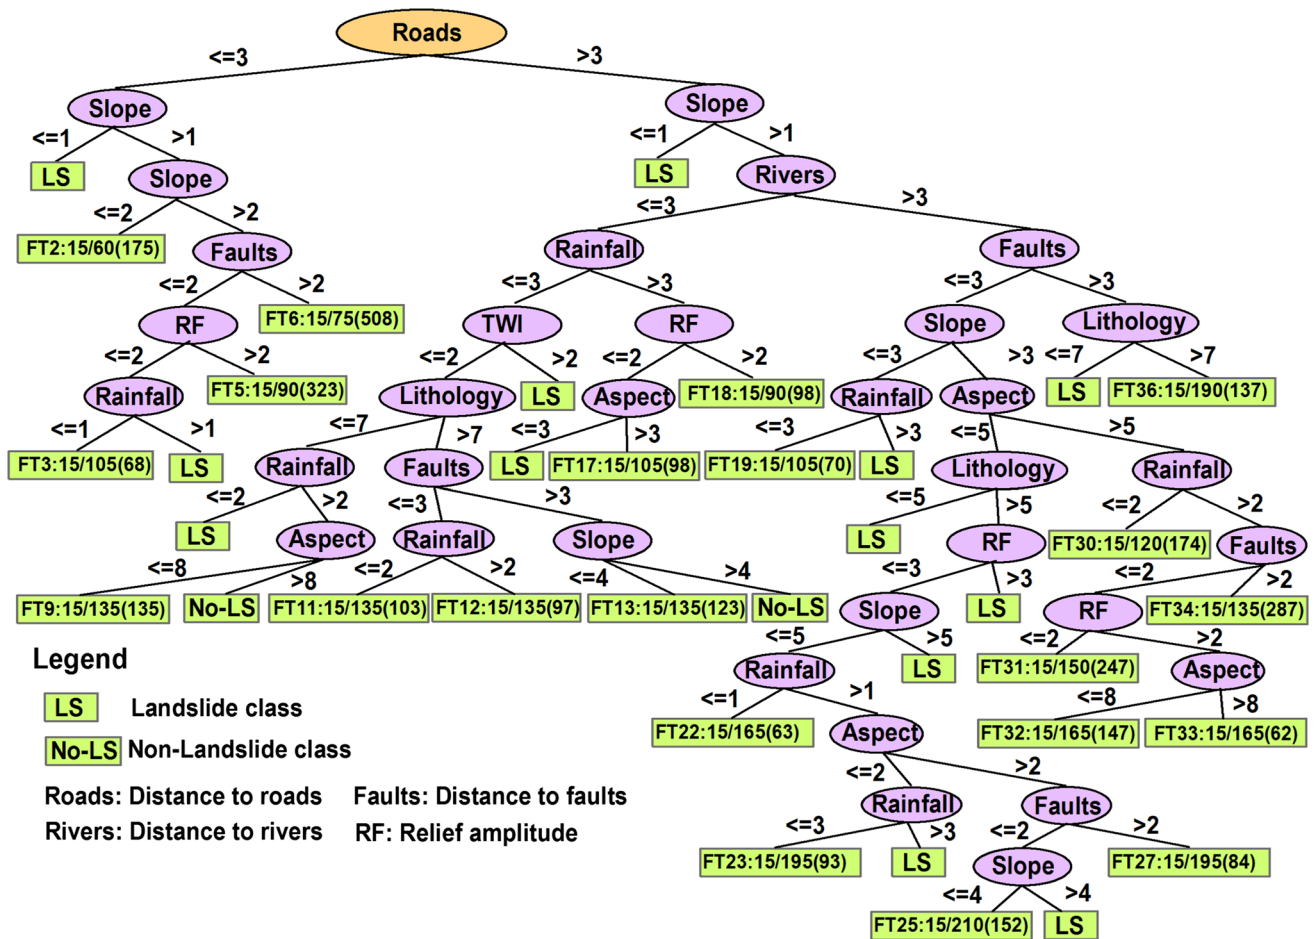 Roads
<=3 >3
Slope Slope
<=1 >1 <=1 >1
LS Slope LS Rivers
<=2 >2 <=3 >3
FT2:15/60(175) Faults Rainfall Faults
<=2 >2 <=3 >3 <=3 >3
RF FT6:15/75(508) TWI RF Slope Lithology
<=2 >2 <=2 >2 <=2 >2 <=3 >3 <=7 >7
Rainfall FT5:15/90(323) Lithology LS Aspect FT18:15/90(98) Rainfall Aspect LS FT36:15/190(137)
<=1 >1 <=7 >7 <=3 >3 <=3 >3 <=5 >5
FT3:15/105(68) LS Rainfall Faults LS FT17:15/105(98) FT19:15/105(70) LS Lithology Rainfall
<=2 >2 <=3 >3 <=5 >5 <=2 >2
LS Aspect Rainfall Slope LS RF FT30:15/120(174) Faults
<=8 >8 <=2 >2 <=4 >4 <=3 >3 <=2 >2
FT9:15/135(135) No-LS FT11:15/135(103) FT12:15/135(97) FT13:15/135(123) No-LS Slope LS RF FT34:15/135(287)
<=5 >5 <=2 >2
Legend Rainfall LS FT31:15/150(247) Aspect
<=1 >1 <=8 >8
LS Landslide class FT22:15/165(63) Aspect FT32:15/165(147) FT33:15/165(62)
No-LS Non-Landslide class
<=2 >2
Roads: Distance to roads Faults: Distance to faults Rainfall Faults
Rivers: Distance to rivers RF: Relief amplitude <=3 >3 <=2 >2
FT23:15/195(93) LS Slope FT27:15/195(84)
<=4 >4
FT25:15/210(152) LS